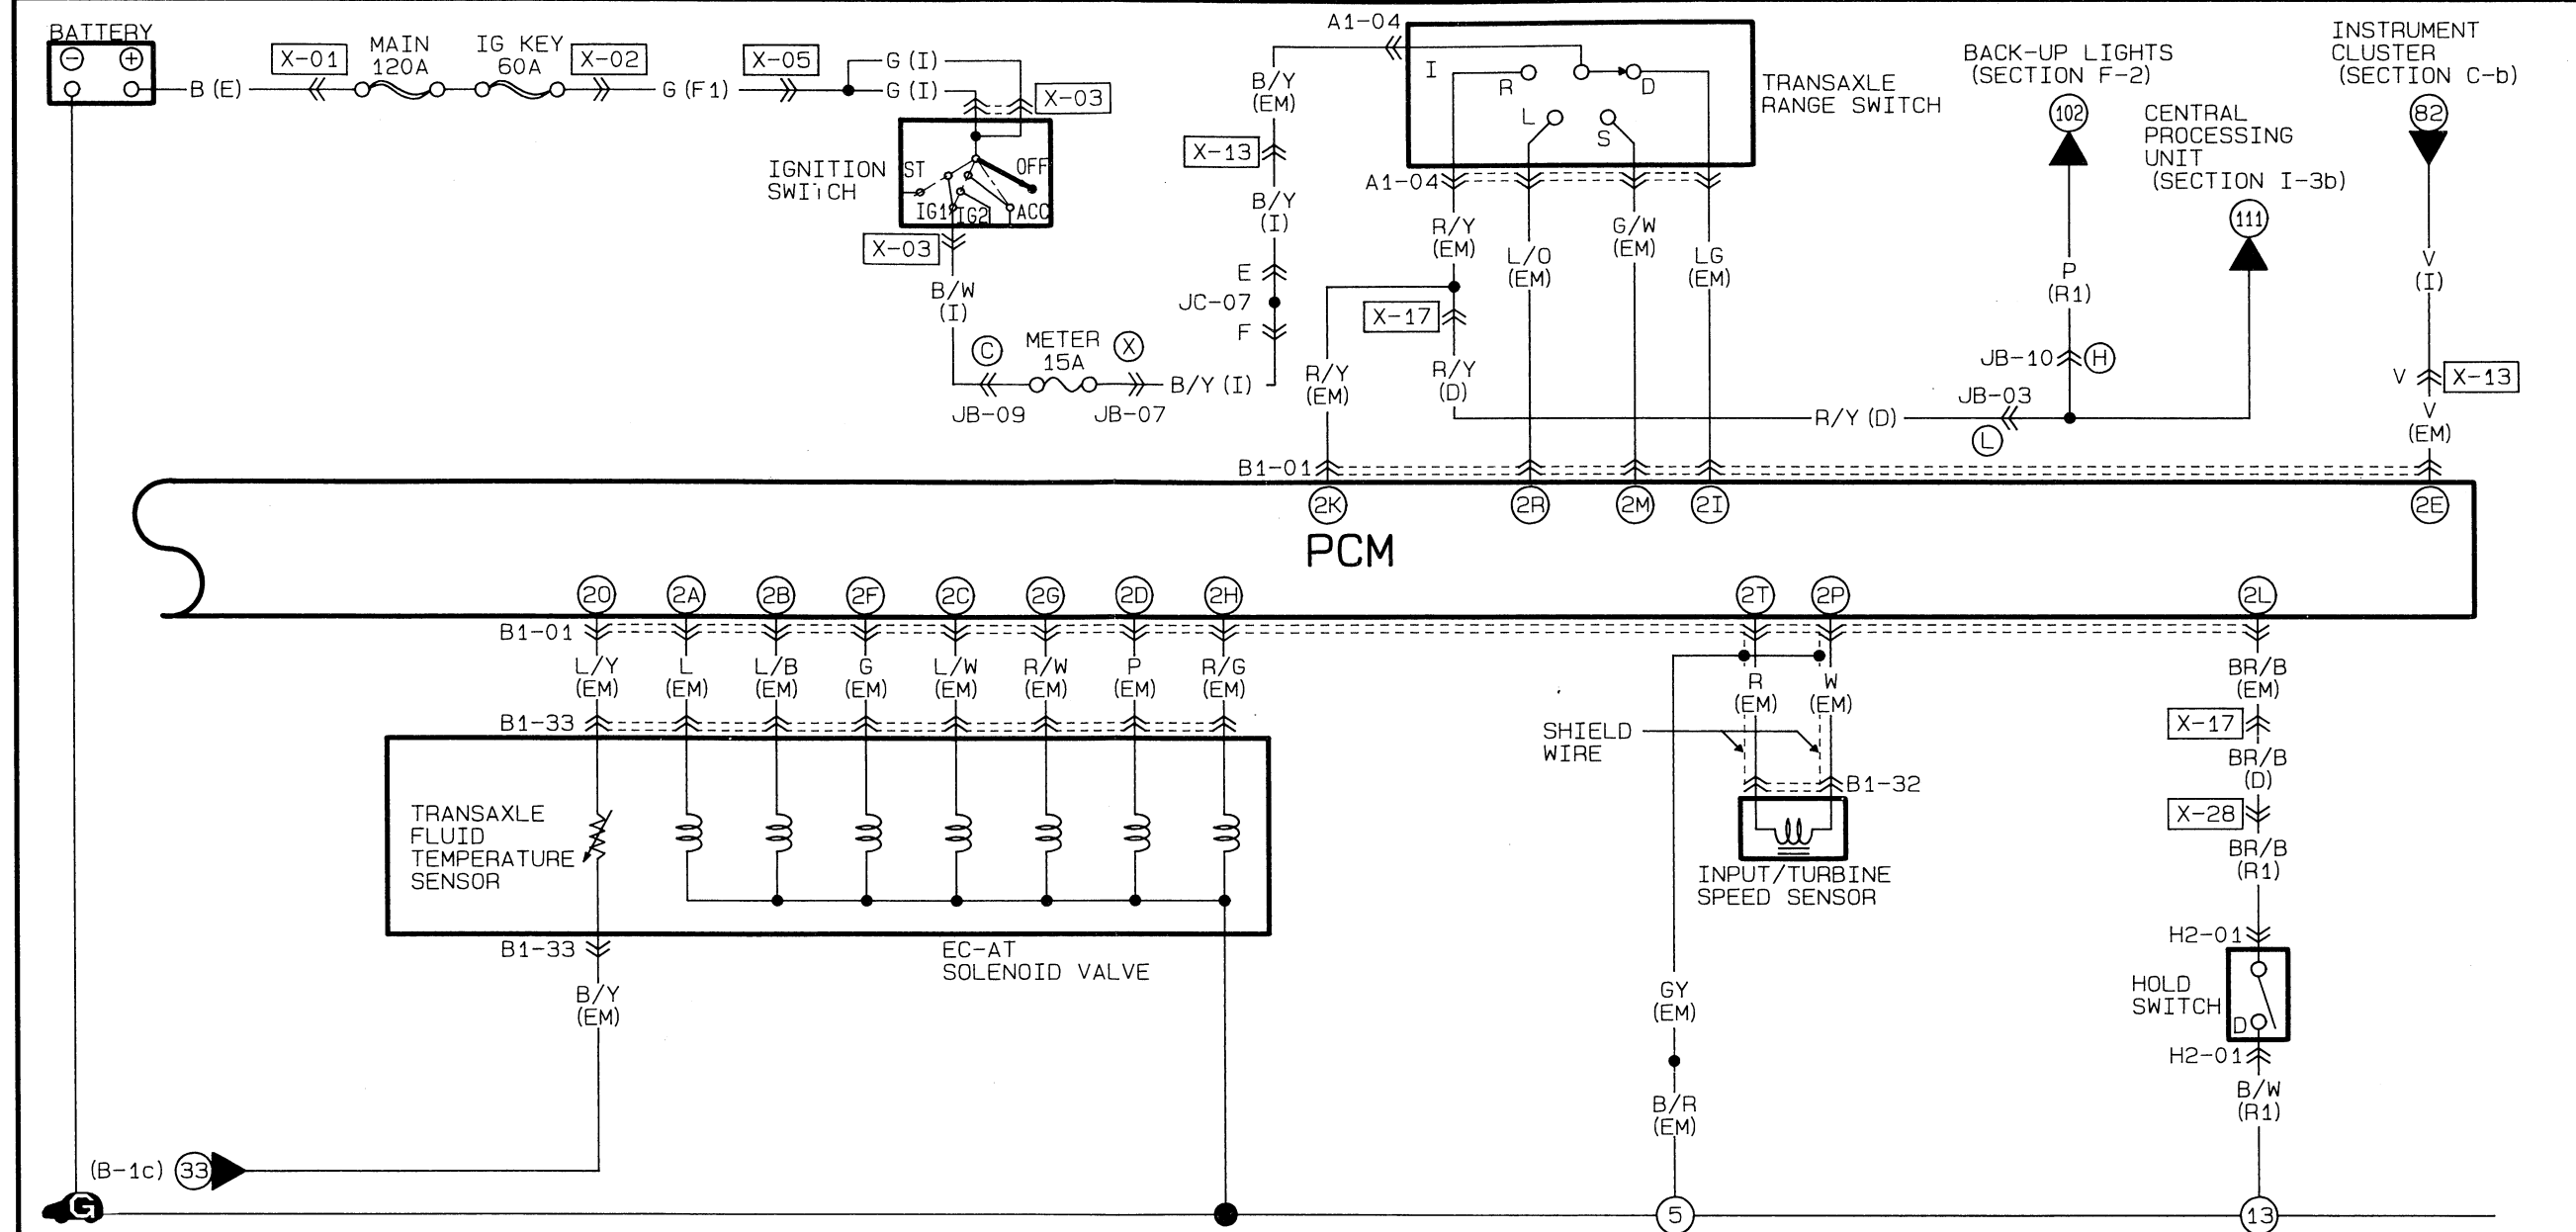 BATTERY
B (E)
X-01
MAIN
120A
IG KEY
60A
X-02
G (F1)
X-05
G (I)
G (I)
X-03
IGNITION
SWITCH
ST
OFF
IG1
IG2
ACC
X-03
B/W
(I)
C
METER
15A
X
JB-09
JB-07
B/Y (I)
A1-04
B/Y
(EM)
X-13
B/Y
(I)
E
JC-07
F
I
R
D
L
S
TRANSAXLE
RANGE SWITCH
A1-04
R/Y
(EM)
L/O
(EM)
G/W
(EM)
LG
(EM)
X-17
R/Y
(EM)
R/Y
(D)
R/Y (D)
BACK-UP LIGHTS
(SECTION F-2)
102
P
(R1)
JB-10
H
JB-03
L
CENTRAL
PROCESSING
UNIT
(SECTION I-3b)
111
INSTRUMENT
CLUSTER
(SECTION C-b)
82
V
(I)
V
X-13
V
(EM)
B1-01
2K
2R
2M
2I
2E
PCM
2O
2A
2B
2F
2C
2G
2D
2H
2T
2P
2L
B1-01
L/Y
(EM)
L
(EM)
L/B
(EM)
G
(EM)
L/W
(EM)
R/W
(EM)
P
(EM)
R/G
(EM)
B1-33
TRANSAXLE
FLUID
TEMPERATURE
SENSOR
B1-33
EC-AT
SOLENOID VALVE
B/Y
(EM)
R
(EM)
W
(EM)
SHIELD
WIRE
B1-32
INPUT/TURBINE
SPEED SENSOR
GY
(EM)
B/R
(EM)
BR/B
(EM)
X-17
BR/B
(D)
X-28
BR/B
(R1)
H2-01
HOLD
SWITCH
D
H2-01
B/W
(R1)
(B-1c)
33
G
5
13